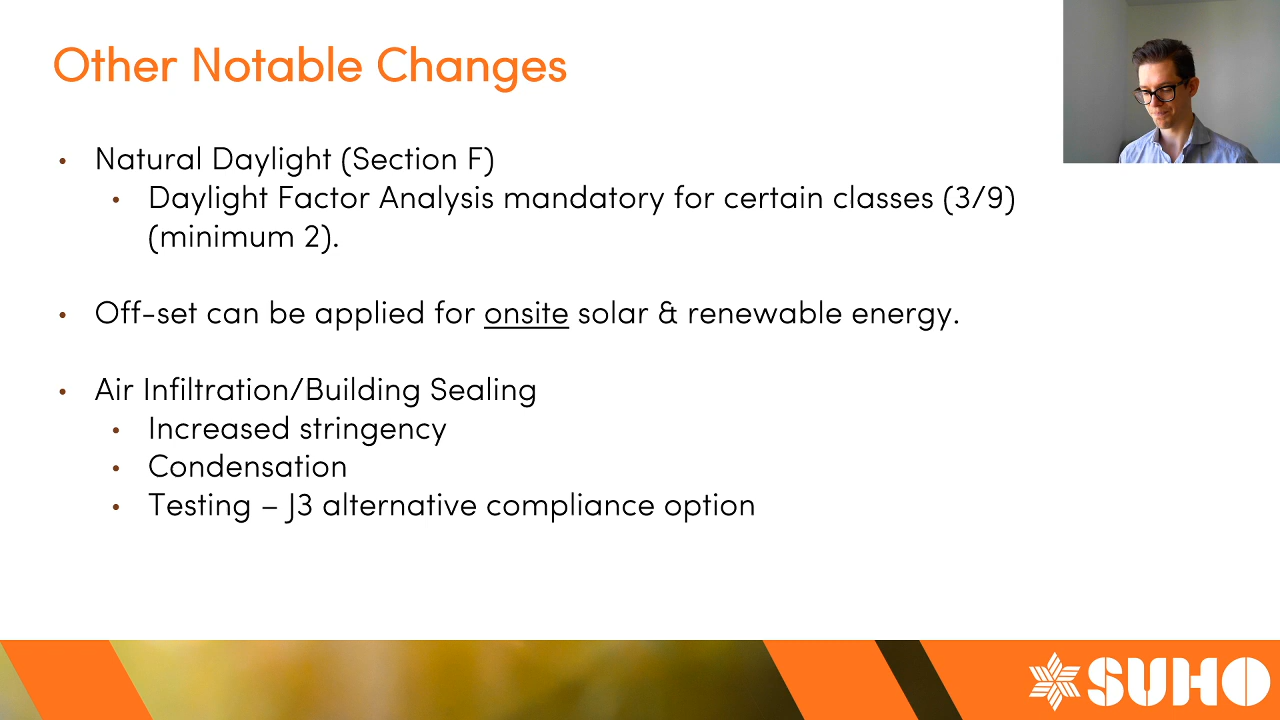 Other Notable Changes
• Natural Daylight (Section F)
• Daylight Factor Analysis mandatory for certain classes (3/9)
(minimum 2).
• Off-set can be applied for onsite solar & renewable energy.
• Air Infiltration/Building Sealing
• Increased stringency
• Condensation
• Testing – J3 alternative compliance option
SUHO